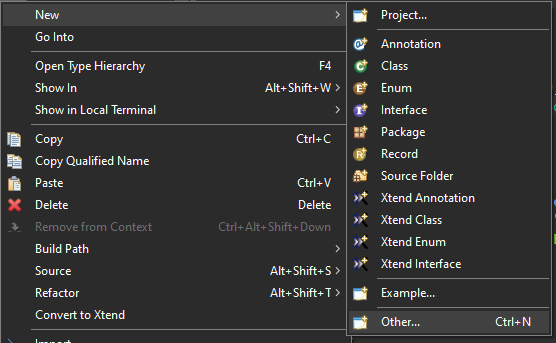 New
Go Into
Open Type Hierarchy F4
Show In Alt+Shift+W
Show in Local Terminal
Copy Ctrl+C
Copy Qualified Name
Paste Ctrl+V
Delete Delete
Remove from Context Ctrl+Alt+Shift+Down
Build Path
Source Alt+Shift+S
Refactor Alt+Shift+T
Convert to Xtend
Import
Project...
Annotation
Class
Enum
Interface
Package
Record
Source Folder
Xtend Annotation
Xtend Class
Xtend Enum
Xtend Interface
Example...
Other... Ctrl+N